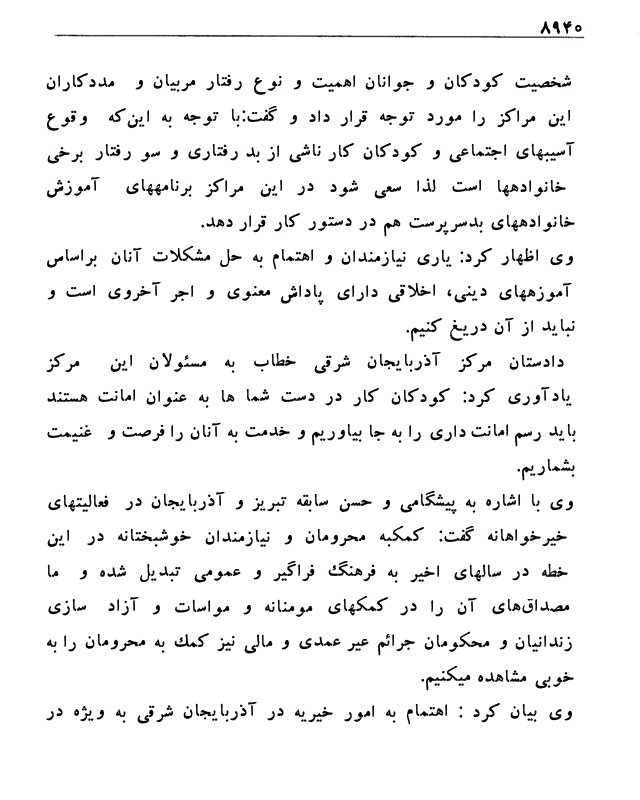 ۸۹۴۰
شخصیت کودکان و جوانان اهمیت و نوع رفتار مربیان و مددکاران
این مراکز را مورد توجه قرار داد و گفت:با توجه به این‌که وقوع
آسیبهای اجتماعی و کودکان کار ناشی از بد رفتاری و سو رفتار برخی
خانوادهها است لذا سعی شود در این مراکز برنامههای آموزش
خانوادههای بدسرپرست هم در دستور کار قرار دهد.
وی اظهار کرد: یاری نیازمندان و اهتمام به حل مشکلات آنان براساس
آموزههای دینی، اخلاقی دارای پاداش معنوی و اجر آخروی است و
نباید از آن دریغ کنیم.
دادستان مرکز آذربایجان شرقی خطاب به مسئولان این مرکز
یادآوری کرد: کودکان کار در دست شما ها به عنوان امانت هستند
باید رسم امانت داری را به جا بیاوریم و خدمت به آنان را فرصت و غنیمت
بشماریم.
وی با اشاره به پیشگامی و حسن سابقه تبریز و آذربایجان در فعالیتهای
خیرخواهانه گفت: کمکبه محرومان و نیازمندان خوشبختانه در این
خطه در سالهای اخیر به فرهنگ فراگیر و عمومی تبدیل شده و ما
مصداق‌های آن را در کمکهای مومنانه و مواسات و آزاد سازی
زندانیان و محکومان جرائم عیر عمدی و مالی نیز کمك به محرومان را به
خوبی مشاهده میکنیم.
وی بیان کرد : اهتمام به امور خیریه در آذربایجان شرقی به ویژه در